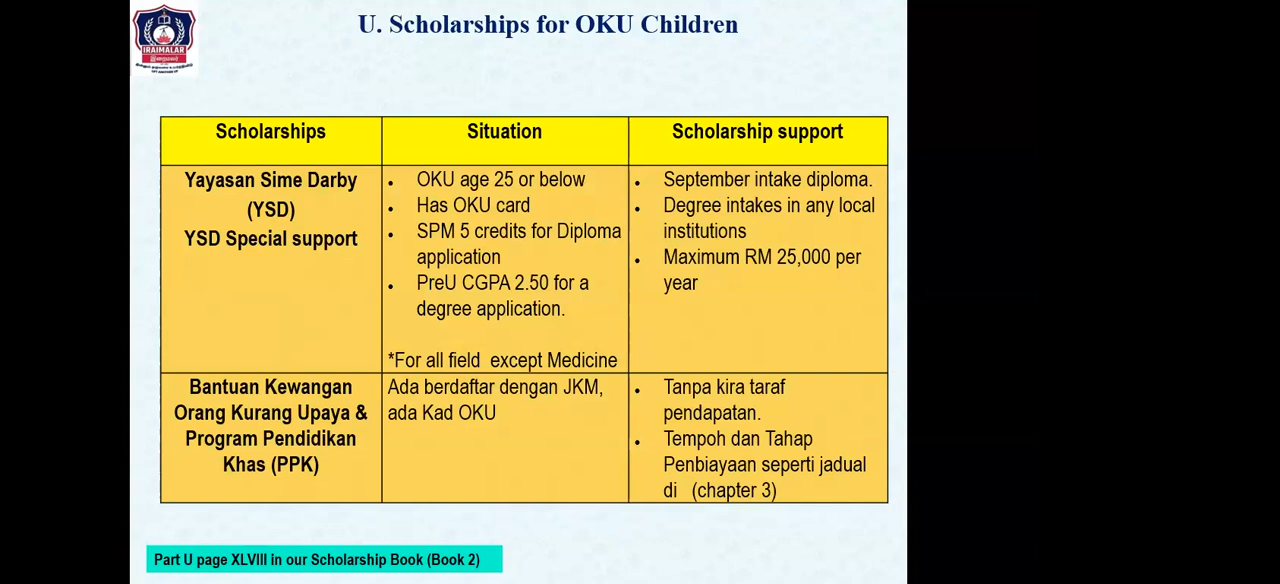 U. Scholarships for OKU Children
IRAIMALAR
இறைமலர்
Scholarships
Situation
Scholarship support
Yayasan Sime Darby
(YSD)
YSD Special support
OKU age 25 or below
Has OKU card
SPM 5 credits for Diploma
application
PreU CGPA 2.50 for a
degree application.
*For all field except Medicine
September intake diploma.
Degree intakes in any local
institutions
Maximum RM 25,000 per
year
Bantuan Kewangan
Orang Kurang Upaya &
Program Pendidikan
Khas (PPK)
Ada berdaftar dengan JKM,
ada Kad OKU
Tanpa kira taraf
pendapatan.
Tempoh dan Tahap
Penbiayaan seperti jadual
di (chapter 3)
Part U page XLVIII in our Scholarship Book (Book 2)